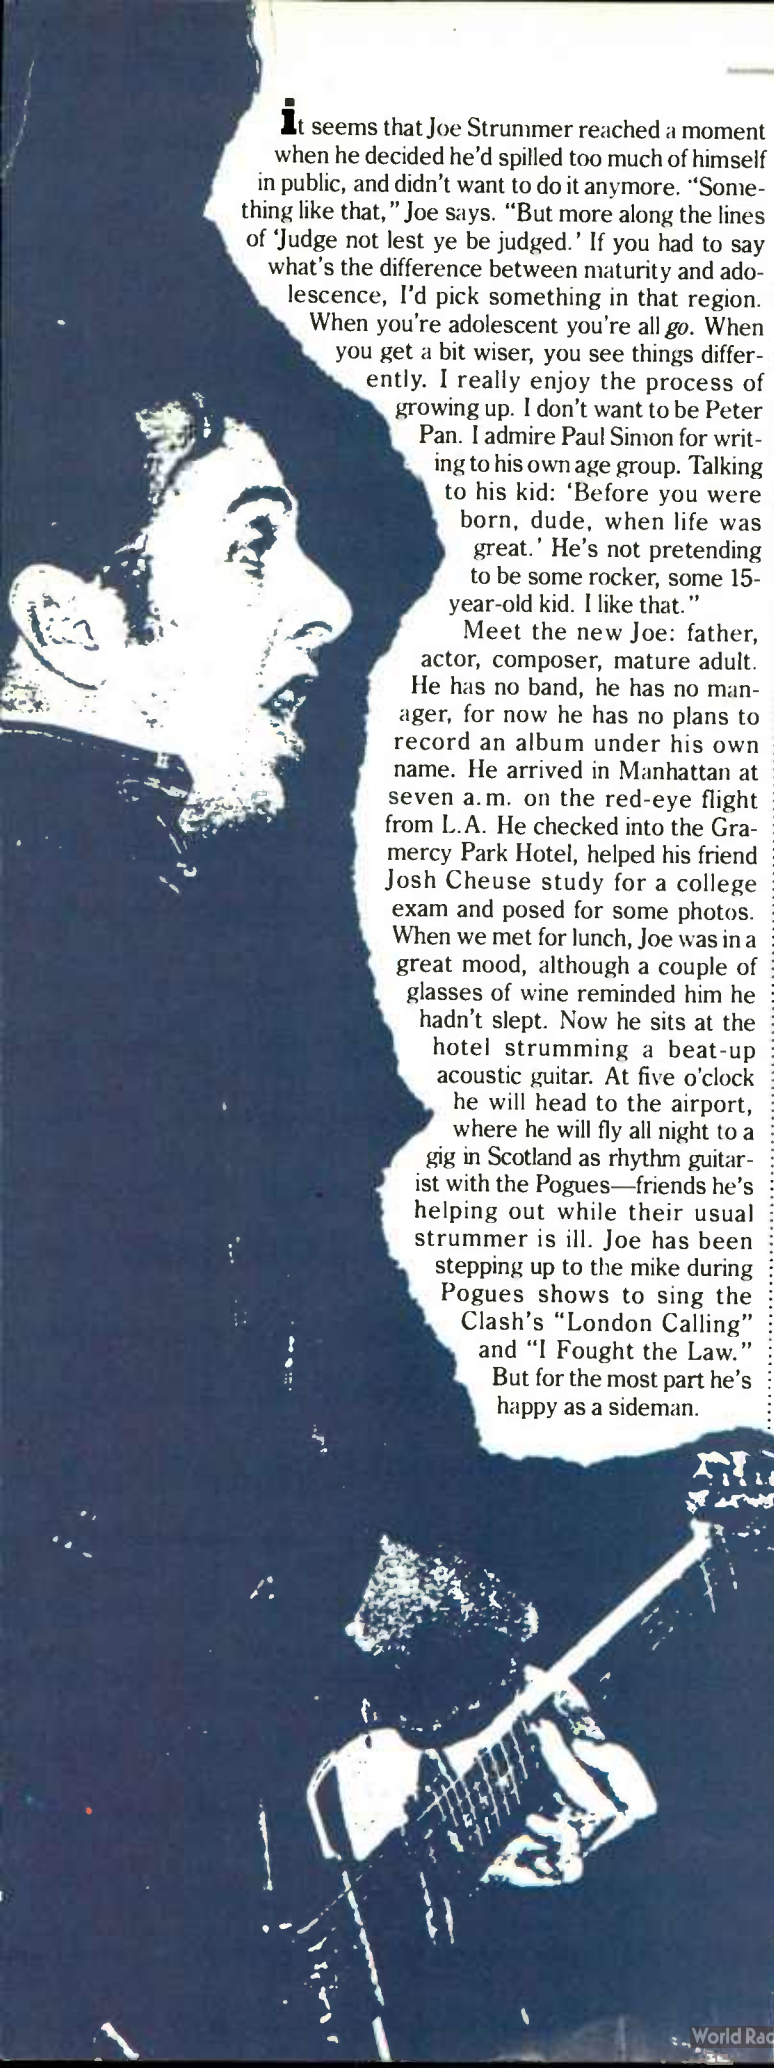 it seems that Joe Strummer reached a moment
when he decided he'd spilled too much of himself
in public, and didn't want to do it anymore. "Some-
thing like that," Joe says. "But more along the lines
of 'Judge not lest ye be judged.' If you had to say
what's the difference between maturity and ado-
lescence, I'd pick something in that region.
When you're adolescent you're all go. When
you get a bit wiser, you see things differ-
ently. I really enjoy the process of
growing up. I don't want to be Peter
Pan. I admire Paul Simon for writ-
ing to his own age group. Talking
to his kid: 'Before you were
born, dude, when life was
great.' He's not pretending
to be some rocker, some 15-
year-old kid. I like that."
Meet the new Joe: father,
actor, composer, mature adult.
He has no band, he has no man-
ager, for now he has no plans to
record an album under his own
name. He arrived in Manhattan at
seven a.m. on the red-eye flight
from L.A. He checked into the Gra-
mercy Park Hotel, helped his friend
Josh Cheuse study for a college
exam and posed for some photos.
When we met for lunch, Joe was in a
great mood, although a couple of
glasses of wine reminded him he
hadn't slept. Now he sits at the
hotel strumming a beat-up
acoustic guitar. At five o'clock
he will head to the airport,
where he will fly all night to a
gig in Scotland as rhythm guitar-
ist with the Pogues—friends he's
helping out while their usual
strummer is ill. Joe has been
stepping up to the mike during
Pogues shows to sing the
Clash's "London Calling"
and "I Fought the Law."
But for the most part he's
happy as a sideman.
World Rad